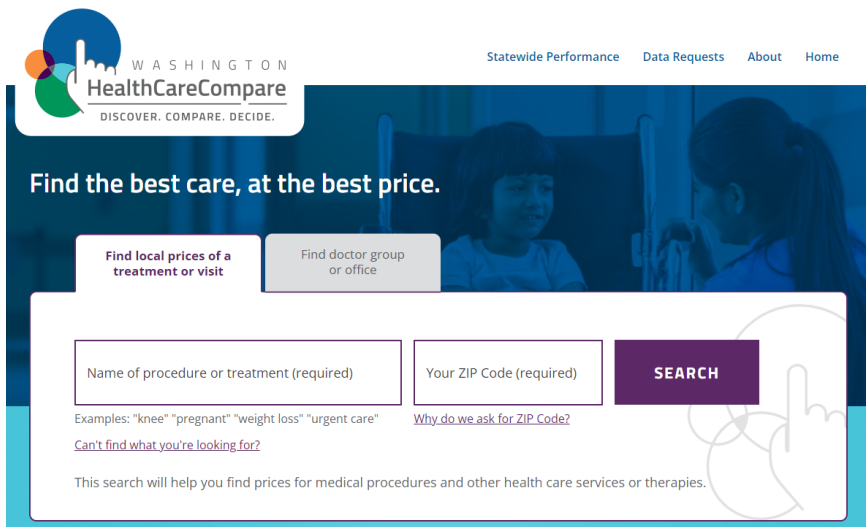 WASHINGTON
HealthCareCompare
DISCOVER. COMPARE. DECIDE.
Statewide Performance Data Requests About Home
Find the best care, at the best price.
Find local prices of a
treatment or visit
Find doctor group
or office
Name of procedure or treatment (required)
Your ZIP Code (required)
SEARCH
Examples: "knee" "pregnant" "weight loss" "urgent care"
Why do we ask for ZIP Code?
Can't find what you're looking for?
This search will help you find prices for medical procedures and other health care services or therapies.